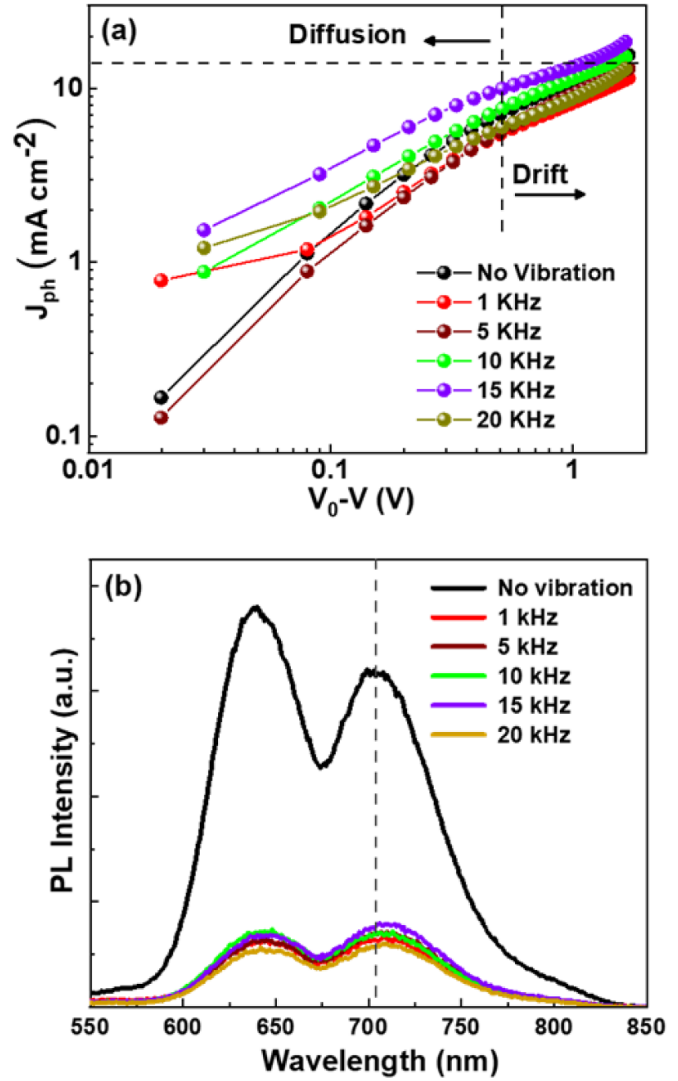 (a)
Diffusion
Drift
10
1
0.1
J_ph (mA cm⁻²)
No Vibration
1 KHz
5 KHz
10 KHz
15 KHz
20 KHz
0.01
0.1
1
V₀-V (V)
(b)
PL Intensity (a.u.)
No vibration
1 kHz
5 kHz
10 kHz
15 kHz
20 kHz
550
600
650
700
750
800
850
Wavelength (nm)